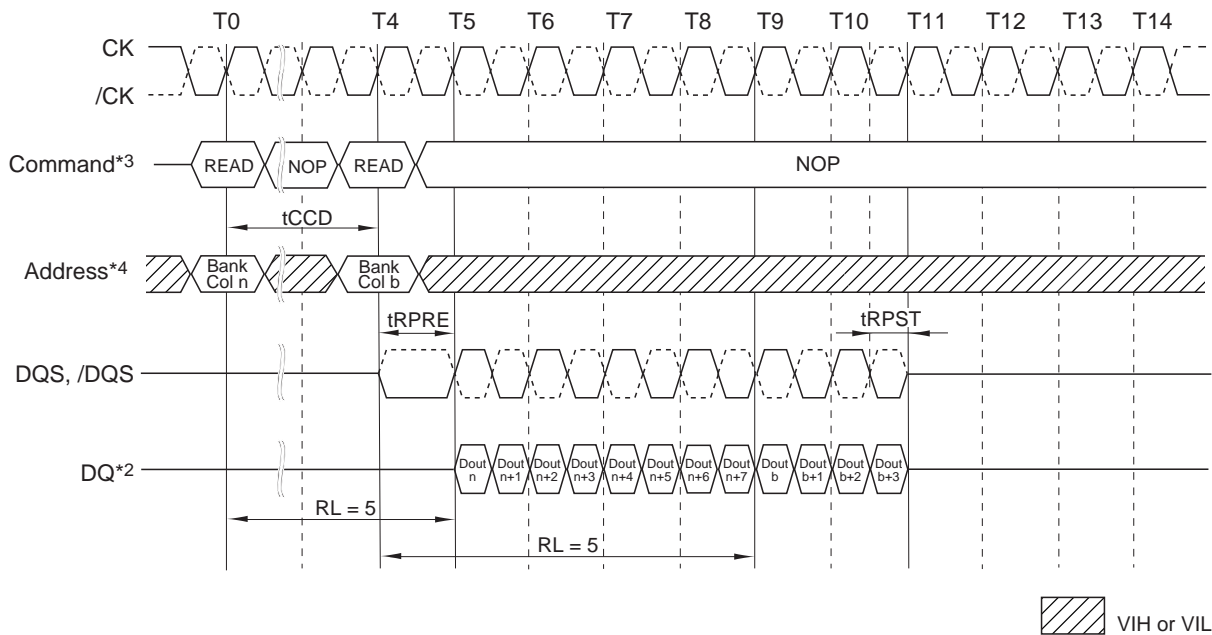 T0 T4 T5 T6 T7 T8 T9 T10 T11 T12 T13 T14
CK
/CK
Command*3
READ
NOP
READ
NOP
tCCD
Address*4
Bank
Col n
Bank
Col b
tRPRE
tRPST
DQS, /DQS
DQ*2
Dout
n
Dout
n+1
Dout
n+2
Dout
n+3
Dout
n+4
Dout
n+5
Dout
n+6
Dout
n+7
Dout
b
Dout
b+1
Dout
b+2
Dout
b+3
RL = 5
RL = 5
VIH or VIL